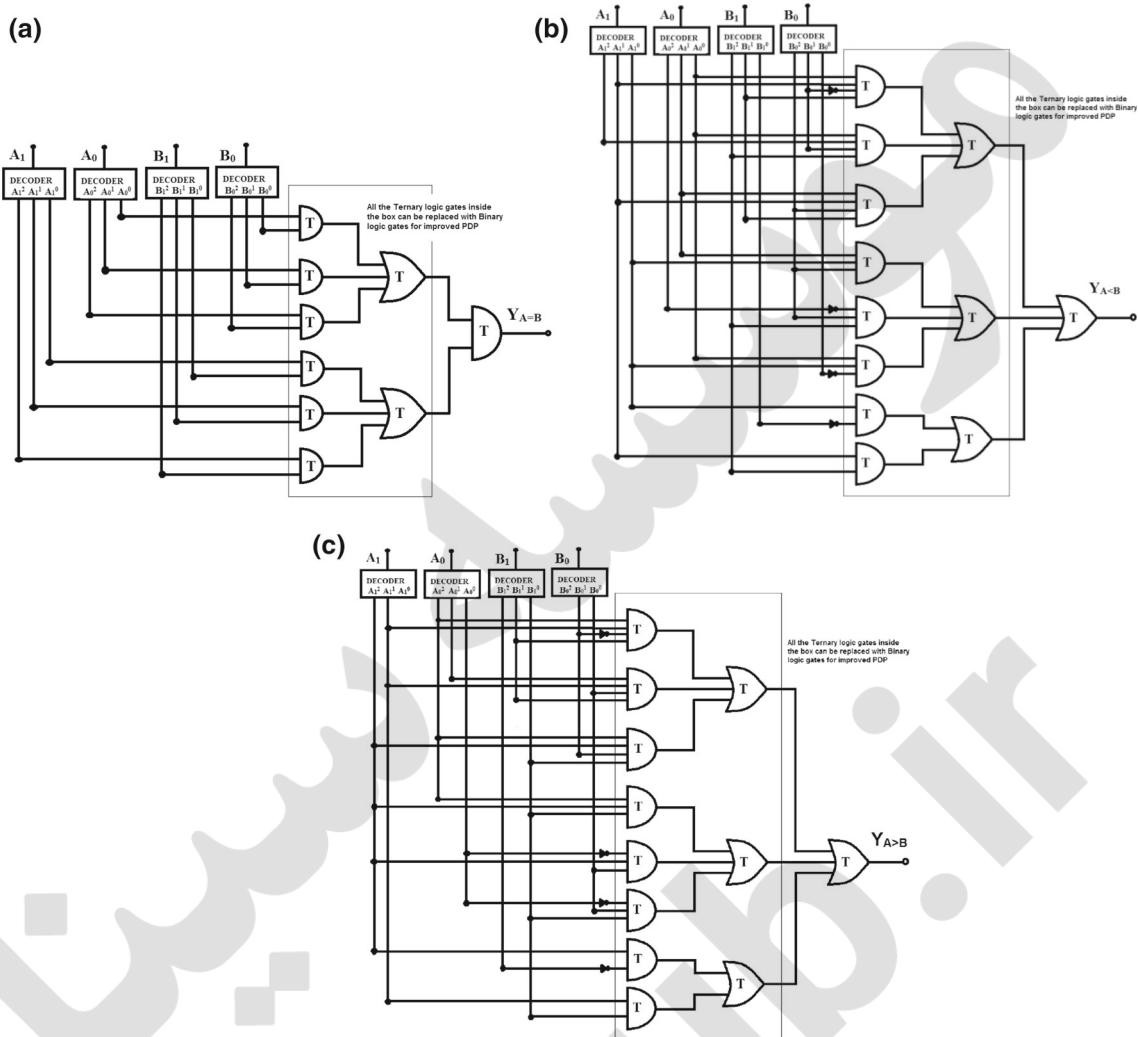 (a)
A₁ A₀ B₁ B₀
DECODER DECODER DECODER DECODER
A₁² A₁¹ A₁⁰ A₀² A₀¹ A₀⁰ B₁² B₁¹ B₁⁰ B₀² B₀¹ B₀⁰
All the Ternary logic gates inside
the box can be replaced with Binary
logic gates for improved PDP
T
T
T
T
T
T
T
T
T
Y_A=B
(b)
A₁ A₀ B₁ B₀
DECODER DECODER DECODER DECODER
A₁² A₁¹ A₁⁰ A₀² A₀¹ A₀⁰ B₁² B₁¹ B₁⁰ B₀² B₀¹ B₀⁰
All the Ternary logic gates inside
the box can be replaced with Binary
logic gates for improved PDP
T
T
T
T
T
T
T
T
T
T
T
T
Y_A<B
(c)
A₁ A₀ B₁ B₀
DECODER DECODER DECODER DECODER
A₁² A₁¹ A₁⁰ A₀² A₀¹ A₀⁰ B₁² B₁¹ B₁⁰ B₀² B₀¹ B₀⁰
All the Ternary logic gates inside
the box can be replaced with Binary
logic gates for improved PDP
T
T
T
T
T
T
T
T
T
T
T
T
Y_A>B